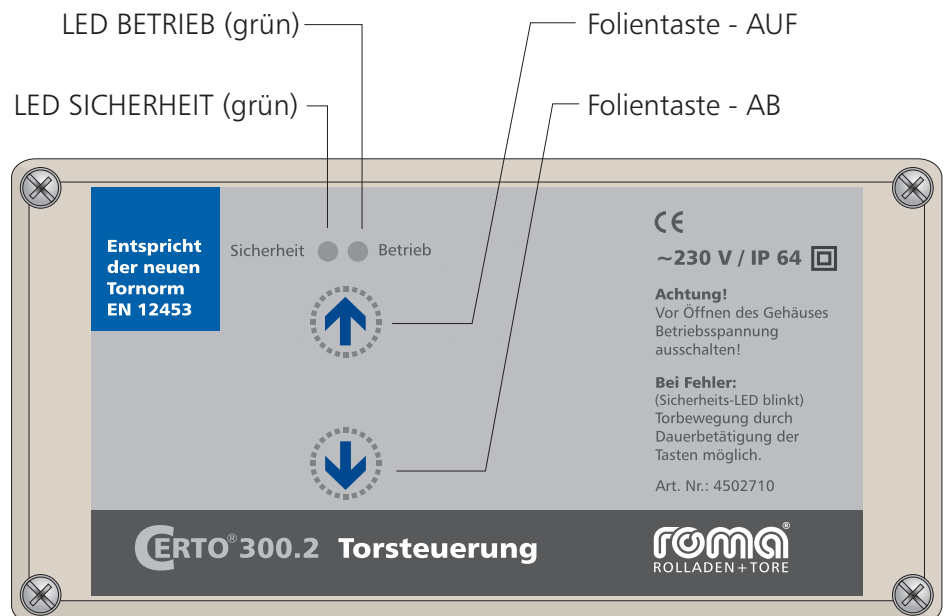 LED BETRIEB (grün)
Folientaste - AUF
LED SICHERHEIT (grün)
Folientaste - AB
Entspricht
der neuen
Tornorm
EN 12453
Sicherheit
Betrieb
CE
~230 V / IP 64
Achtung!
Vor Öffnen des Gehäuses
Betriebsspannung
ausschalten!
Bei Fehler:
(Sicherheits-LED blinkt)
Torbewegung durch
Dauerbetätigung der
Tasten möglich.
Art. Nr.: 4502710
CERTO® 300.2 Torsteuerung
roma®
ROLLADEN+TORE